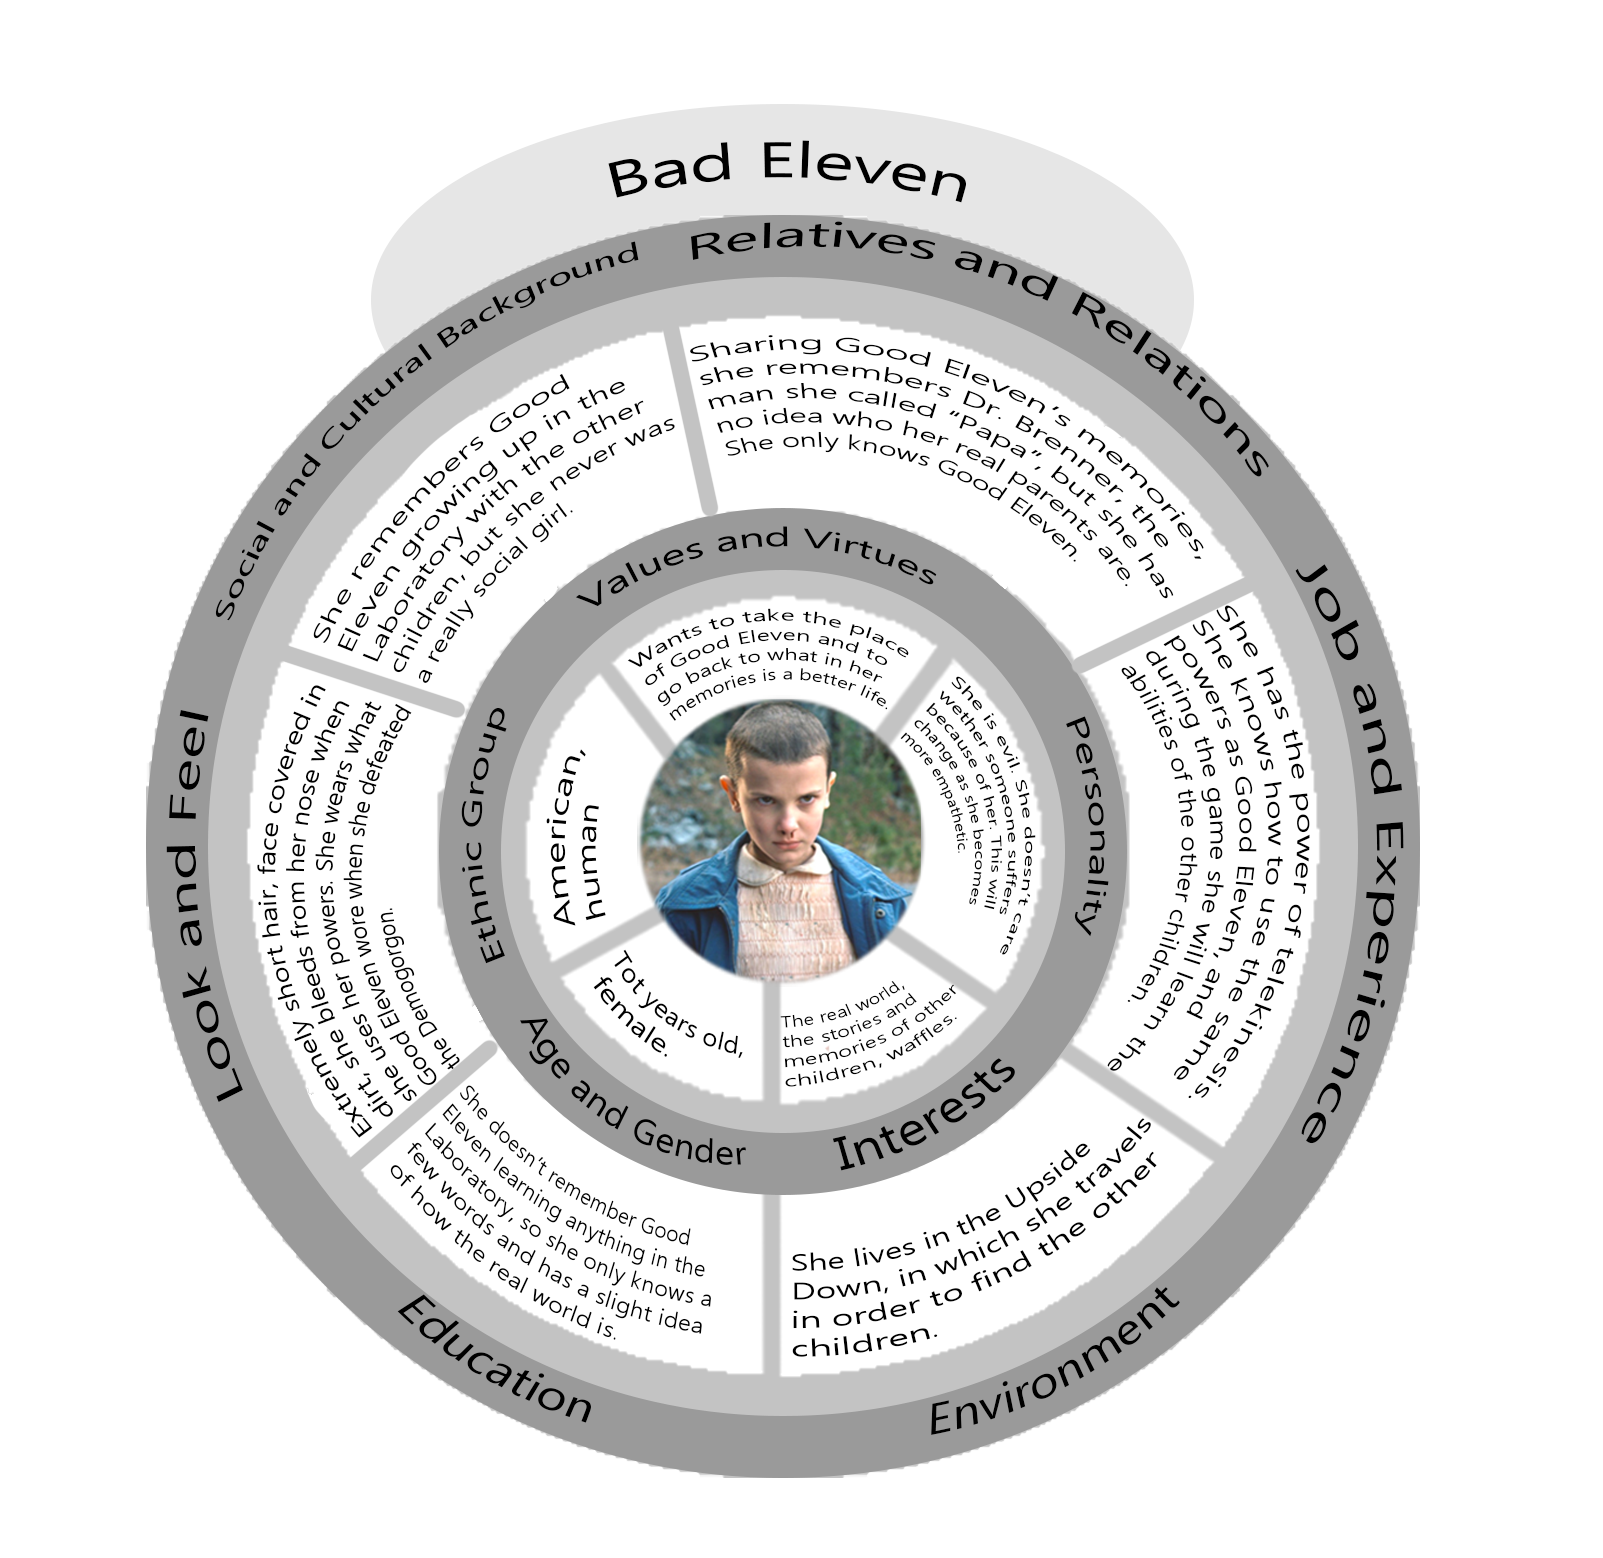 Bad Eleven
Social and Cultural Background
She remembers Good
Eleven growing up in the
Laboratory with the other
children, but she never was
a really social girl.
Relatives and Relations
Sharing Good Eleven's memories,
she remembers Dr. Brenner, the
man she called “Papa”, but she has
no idea who her real parents are.
She only knows Good Eleven.
Job and Experience
She has the power of telekinesis.
She knows how to use the same
powers as Good Eleven, and
during the game she will learn the
abilities of the other children.
Environment
She lives in the Upside
Down, in which she travels
in order to find the other
children.
Education
She doesn't remember Good
Eleven learning anything in the
Laboratory, so she only knows a
few words and has a slight idea
of how the real world is.
Look and Feel
Extremely short hair, face covered in
dirt, she bleeds from her nose when
she uses her powers. She wears what
Good Eleven wore when she defeated
the Demogorgon.
Values and Virtues
Wants to take the place
of Good Eleven and to
go back to what in her
memories is a better life.
Personality
She is evil. She doesn't care
wether someone suffers
because of her. This will
change as she becomes
more empathetic.
Interests
The real world,
the stories and
memories of other
children, waffles.
Age and Gender
Tot years old,
female.
Ethnic Group
American,
human